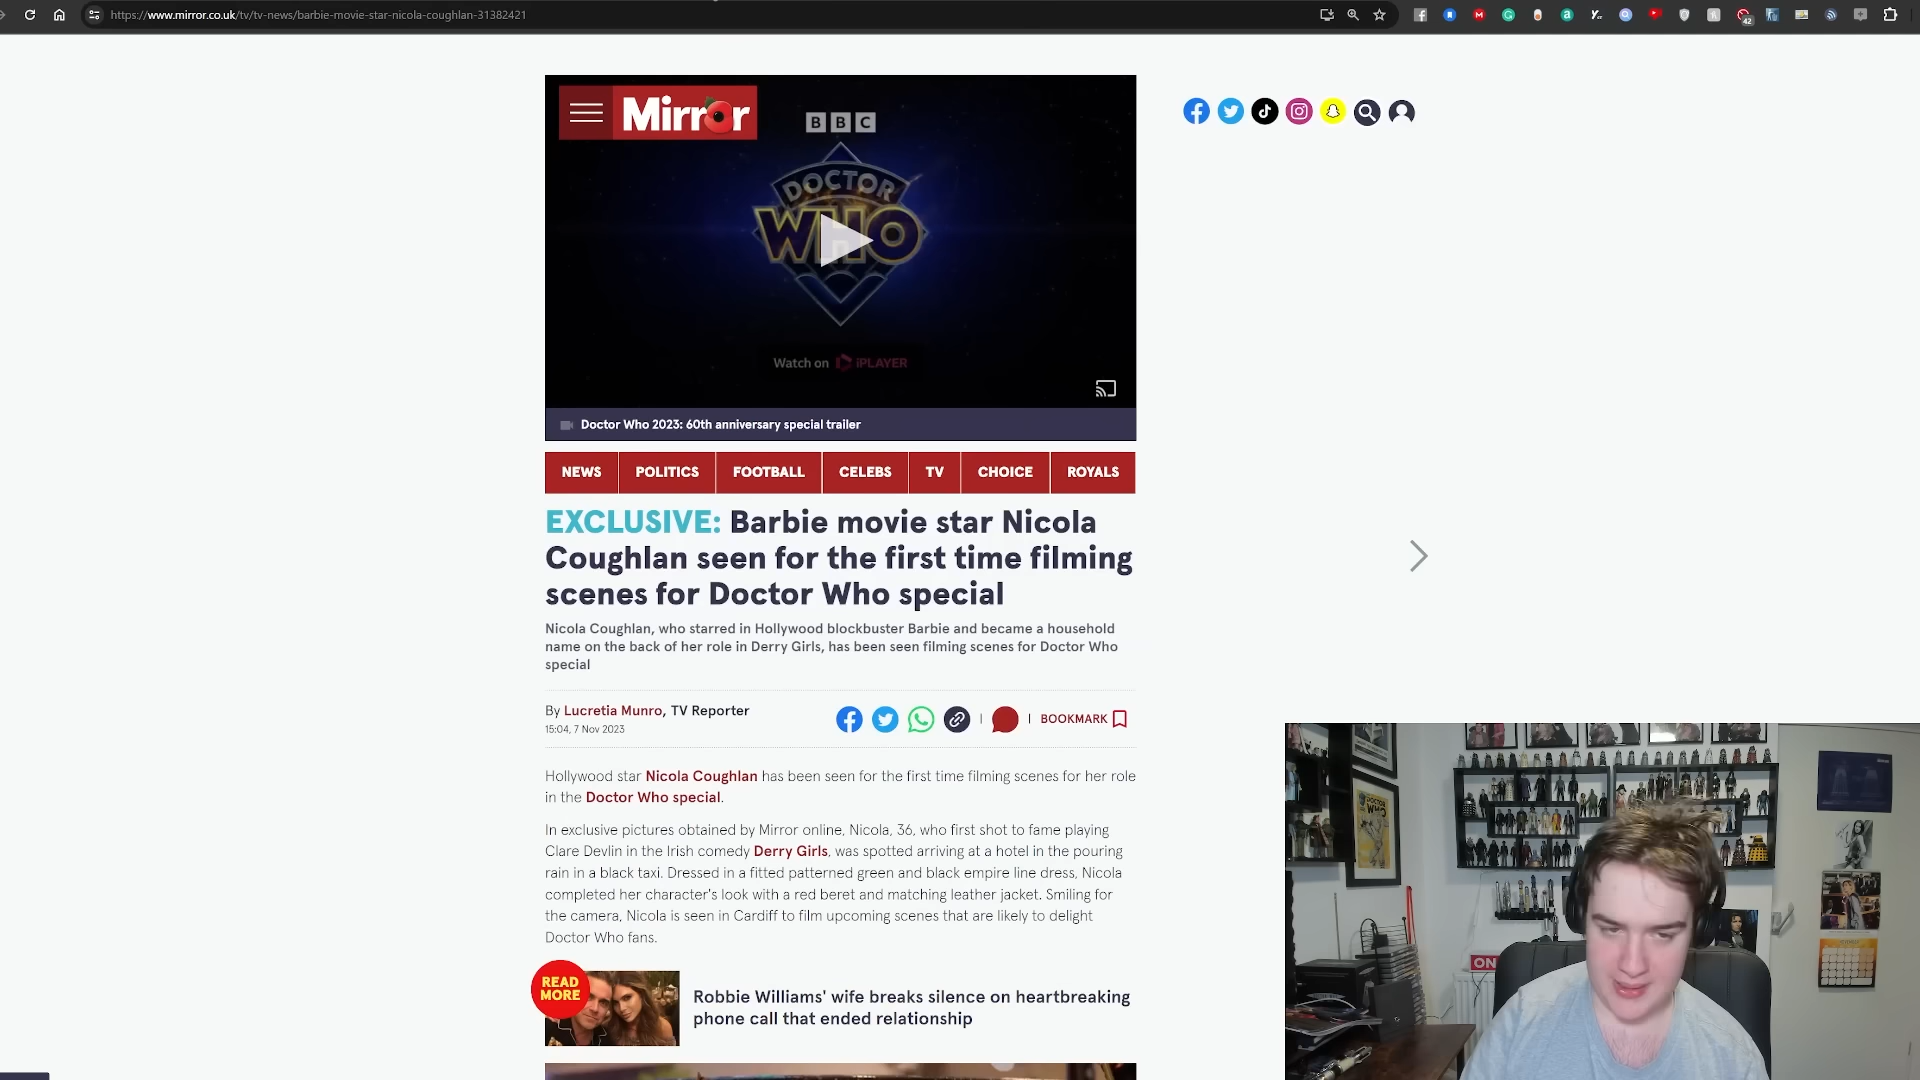 https://www.mirror.co.uk/tv/tv-news/barbie-movie-star-nicola-coughlan-31382421
42
Mirror
BBC
DOCTOR
WHO
Watch on iPLAYER
Doctor Who 2023: 60th anniversary special trailer
NEWS
POLITICS
FOOTBALL
CELEBS
TV
CHOICE
ROYALS
EXCLUSIVE: Barbie movie star Nicola
Coughlan seen for the first time filming
scenes for Doctor Who special
Nicola Coughlan, who starred in Hollywood blockbuster Barbie and became a household
name on the back of her role in Derry Girls, has been seen filming scenes for Doctor Who
special
By Lucretia Munro, TV Reporter
15:04, 7 Nov 2023
BOOKMARK
Hollywood star Nicola Coughlan has been seen for the first time filming scenes for her role
in the Doctor Who special.
In exclusive pictures obtained by Mirror online, Nicola, 36, who first shot to fame playing
Clare Devlin in the Irish comedy Derry Girls, was spotted arriving at a hotel in the pouring
rain in a black taxi. Dressed in a fitted patterned green and black empire line dress, Nicola
completed her character's look with a red beret and matching leather jacket. Smiling for
the camera, Nicola is seen in Cardiff to film upcoming scenes that are likely to delight
Doctor Who fans.
READ
MORE
Robbie Williams' wife breaks silence on heartbreaking
phone call that ended relationship
DOCTOR WHO
ON